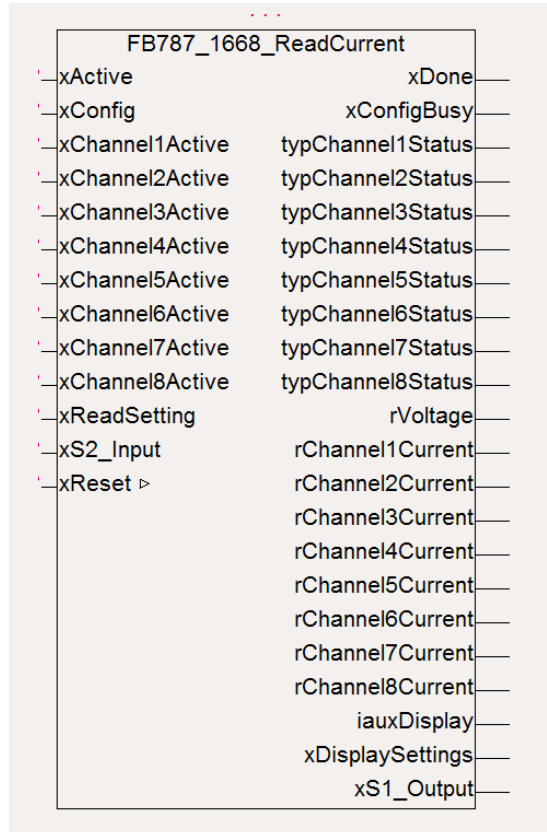 ...
FB787_1668_ReadCurrent
xActive xDone
xConfig xConfigBusy
xChannel1Active typChannel1Status
xChannel2Active typChannel2Status
xChannel3Active typChannel3Status
xChannel4Active typChannel4Status
xChannel5Active typChannel5Status
xChannel6Active typChannel6Status
xChannel7Active typChannel7Status
xChannel8Active typChannel8Status
xReadSetting rVoltage
xS2_Input rChannel1Current
xReset ▹ rChannel2Current
rChannel3Current
rChannel4Current
rChannel5Current
rChannel6Current
rChannel7Current
rChannel8Current
iauxDisplay
xDisplaySettings
xS1_Output